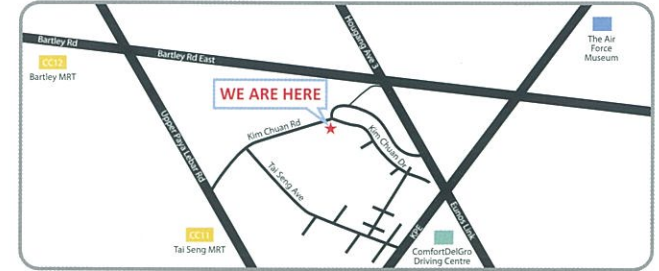 Bartley Rd
Bartley Rd East
Hougang Ave 3
The Air
Force
Museum
CC12
Bartley MRT
WE ARE HERE
Upper Paya Lebar Rd
Kim Chuan Rd
Kim Chuan Dr
Tai Seng Ave
CC11
Tai Seng MRT
KPE
Eunos Link
ComfortDelGro
Driving Centre